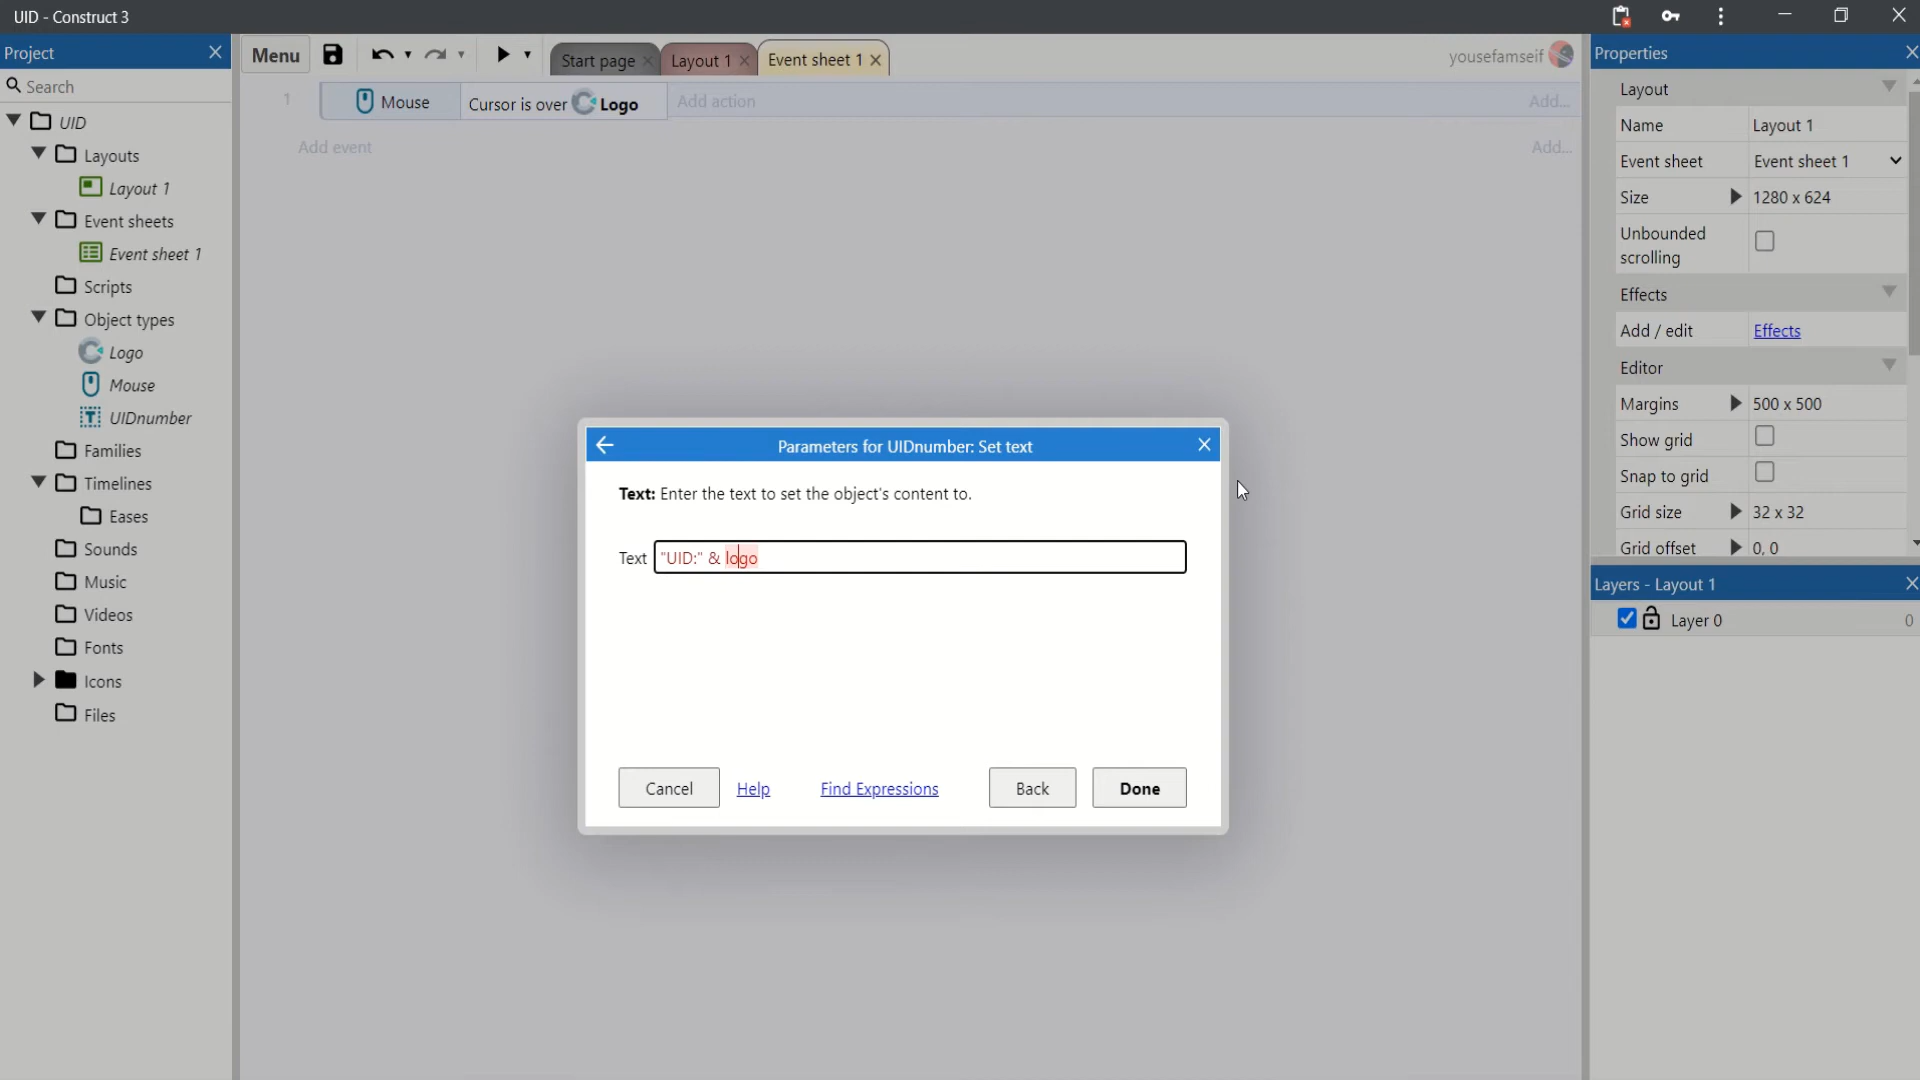 UID - Construct 3
Project
Search
UID
Layouts
Layout 1
Event sheets
Event sheet 1
Scripts
Object types
Logo
Mouse
UIDnumber
Families
Timelines
Eases
Sounds
Music
Videos
Fonts
Icons
Files
Menu
Start page
Layout 1
Event sheet 1
yousefamseif
1
Mouse
Cursor is over Logo
Add action
Add...
Add event
Add...
Parameters for UIDnumber: Set text
Text: Enter the text to set the object's content to.
Text "UID:" & logo
Cancel
Help
Find Expressions
Back
Done
Properties
Layout
Name Layout 1
Event sheet Event sheet 1
Size 1280 x 624
Unbounded
scrolling
Effects
Add / edit Effects
Editor
Margins 500 x 500
Show grid
Snap to grid
Grid size 32 x 32
Grid offset 0, 0
Layers - Layout 1
Layer 0 0